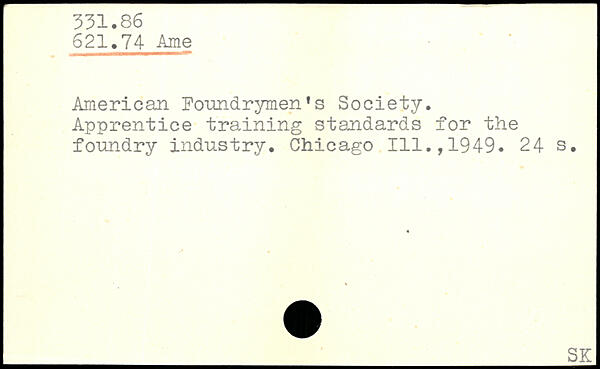 331.86
621.74 Ame
American Foundrymen's Society.
Apprentice training standards for the
foundry industry. Chicago Ill.,1949. 24 s.
SK